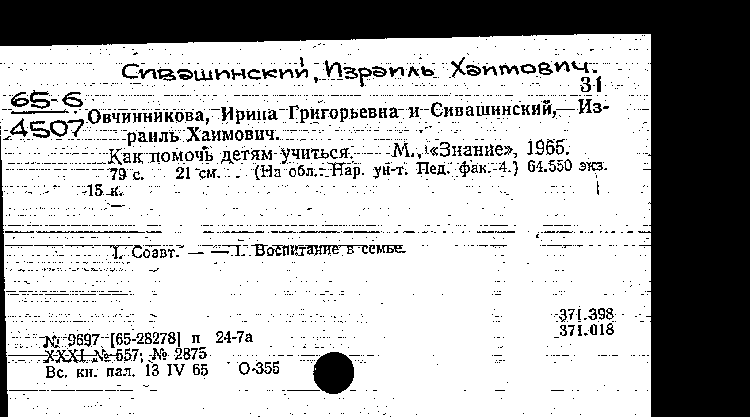 Сивашинский, Израиль Хаимович.
31
65-6
4507
Овчинникова, Ирина Григорьевна и Сивашинский, Из-
раиль Хаимович.
Как помочь детям учиться. М., «Знание», 1965.
79 с. 21 см. (На обл.: Нар. ун-т. Пед. фак. 4.) 64.550 экз.
15 к.
—
I. Соавт. — — 1. Воспитание в семье.
371.398
371.018
№ 9697 [65-28278] п 24-7а
XXXI № 557; № 2875
Вс. кн. пал. 13 IV 65 О-355